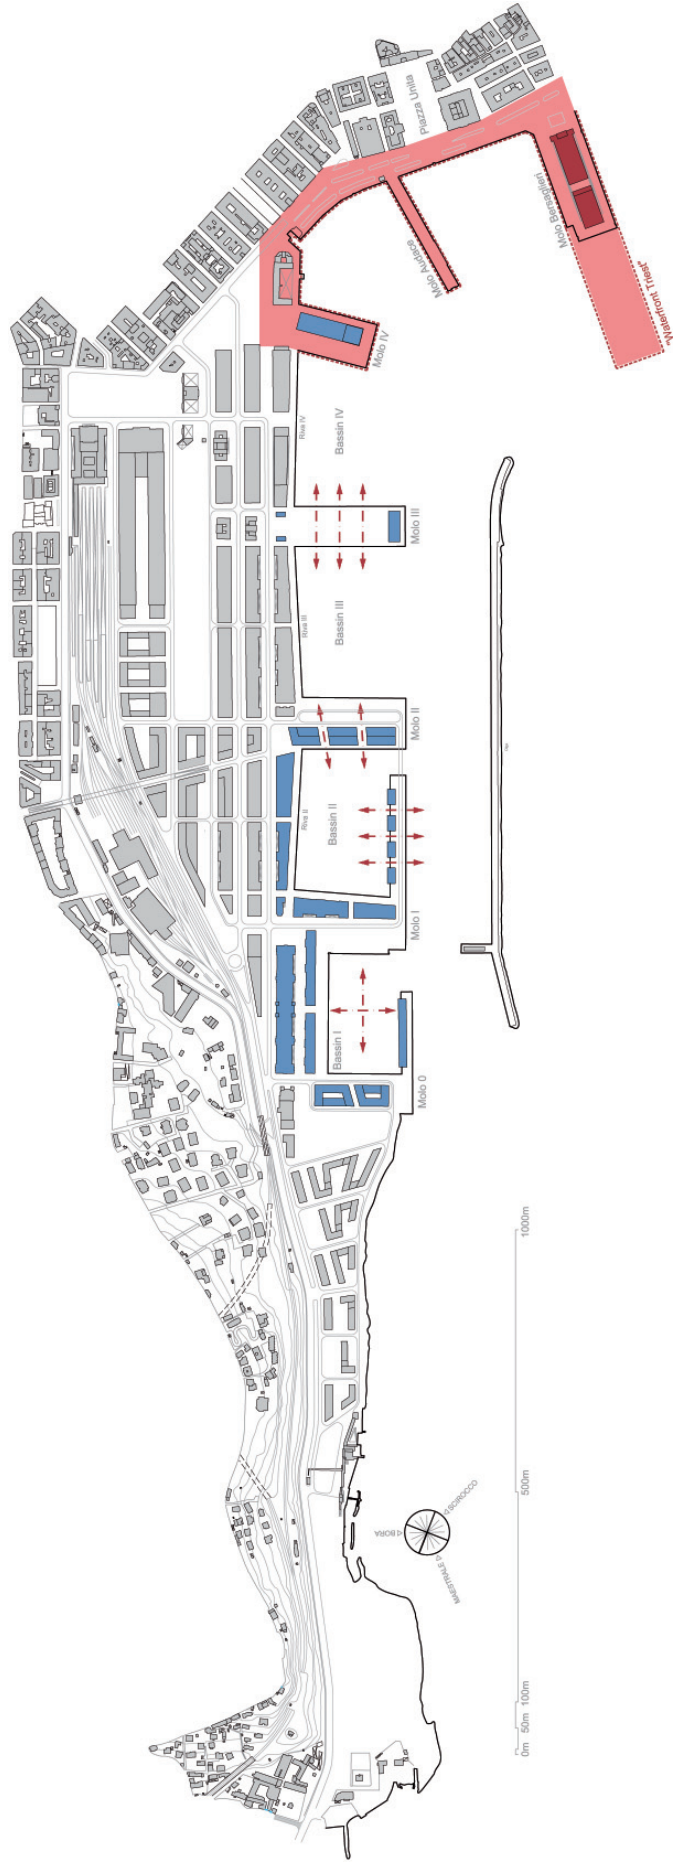 Piazza Unita
Molo Bersaglieri
"Waterfront Triest"
Molo Audace
Molo IV
Riva IV
Bassin IV
Molo III
Riva III
Bassin III
Molo II
Riva II
Bassin II
Molo I
Bassin I
Molo 0
1000m
500m
100m
50m
0m
BORA
SCIROCCO
MAESTRALE